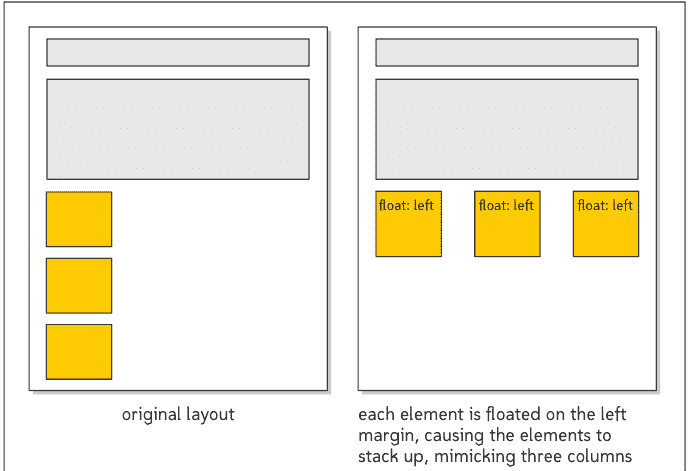 float: left
float: left
float: left
original layout
each element is floated on the left
margin, causing the elements to
stack up, mimicking three columns